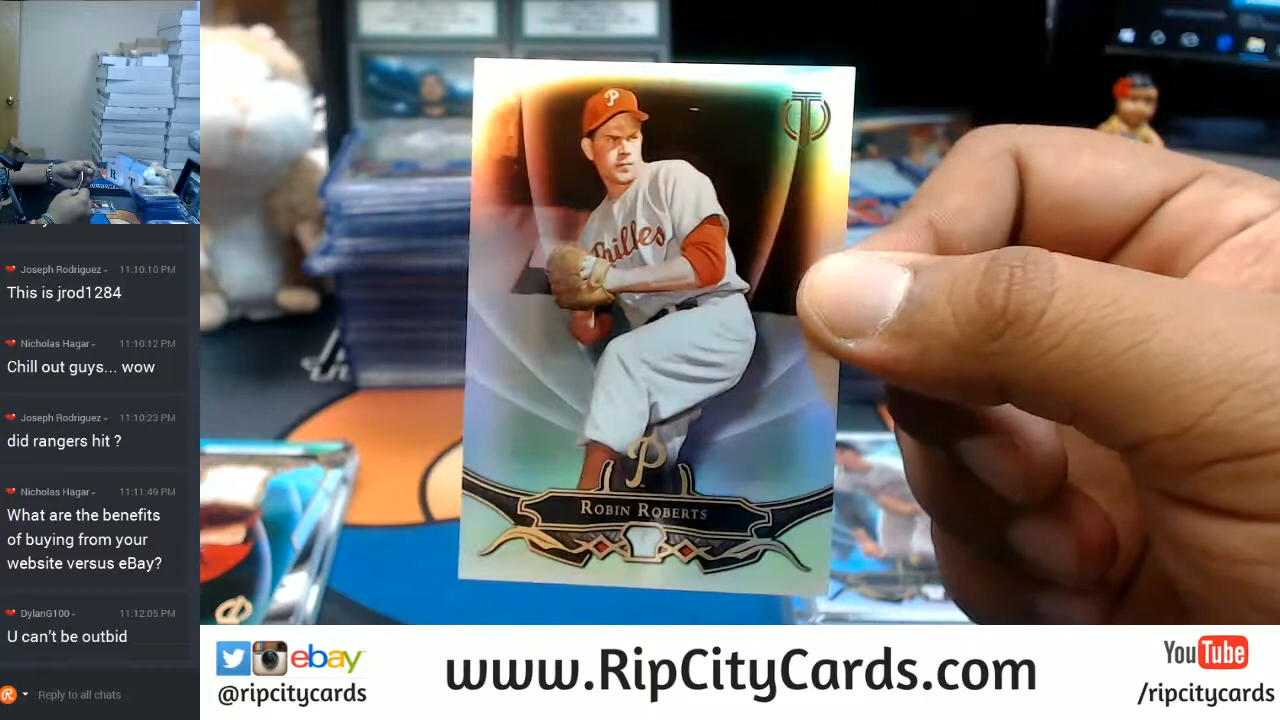 Joseph Rodriguez - 11:10:10 PM
This is jrod1284
Nicholas Hagar - 11:10:12 PM
Chill out guys... wow
Joseph Rodriguez - 11:10:23 PM
did rangers hit ?
Nicholas Hagar - 11:11:49 PM
What are the benefits
of buying from your
website versus eBay?
DylanG100 - 11:12:05 PM
U can't be outbid
Reply to all chats
P
Phillies
P
ROBIN ROBERTS
ebay
@ripcitycards
www.RipCityCards.com
YouTube
/ripcitycards